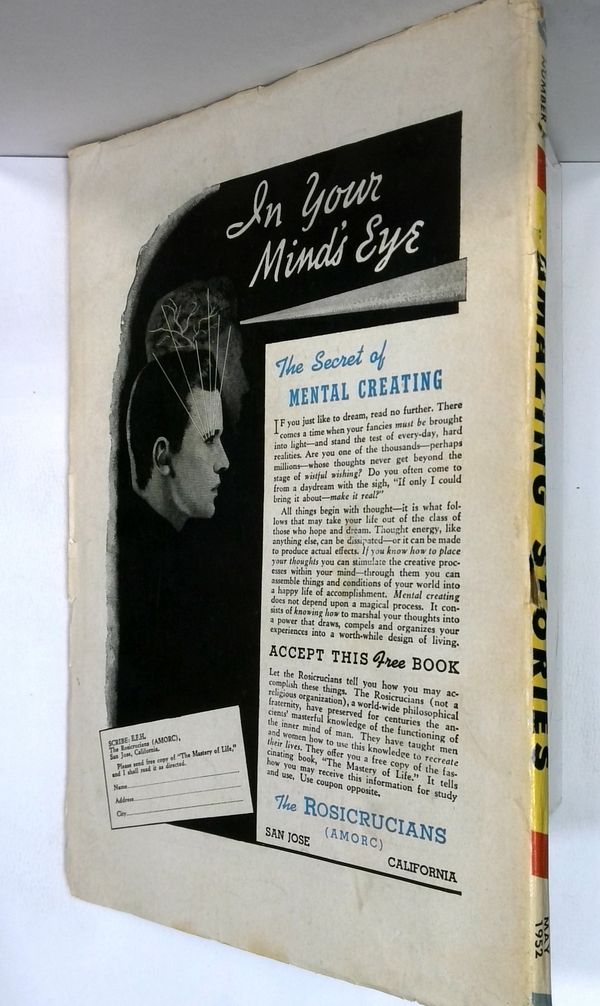 In Your
Mind's Eye
The Secret of
MENTAL CREATING
IF you just like to dream, read no further. There
comes a time when your fancies must be brought
into light—and stand the test of every-day, hard
realities. Are you one of the thousands—perhaps
millions—whose thoughts never get beyond the
stage of wistful wishing? Do you often come to
from a daydream with the sigh, "If only I could
bring it about—make it real?"
All things begin with thought—it is what fol-
lows that may take your life out of the class of
those who hope and dream. Thought energy, like
anything else, can be dissipated—or it can be made
to produce actual effects. If you know how to place
your thoughts you can stimulate the creative proc-
esses within your mind—through them you can
assemble things and conditions of your world into
a happy life of accomplishment. Mental creating
does not depend upon a magical process. It con-
sists of knowing how to marshal your thoughts into
a power that draws, compels and organizes your
experiences into a worth-while design of living.
ACCEPT THIS Free BOOK
Let the Rosicrucians tell you how you may ac-
complish these things. The Rosicrucians (not a
religious organization), a world-wide philosophical
fraternity, have preserved for centuries the an-
cients' masterful knowledge of the functioning of
the inner mind of man. They have taught men
and women how to use this knowledge to recreate
their lives. They offer you a free copy of the fas-
cinating book, "The Mastery of Life." It tells
how you may receive this information for study
and use. Use coupon opposite.
The ROSICRUCIANS
(AMORC)
SAN JOSE
CALIFORNIA
SCRIBE: E.F.H.
The Rosicrucians (AMORC),
San Jose, California.
Please send free copy of "The Mastery of Life,"
and I shall read it as directed.
Name
Address
City
NUMBER
AMAZING STORIES
MAY
1952